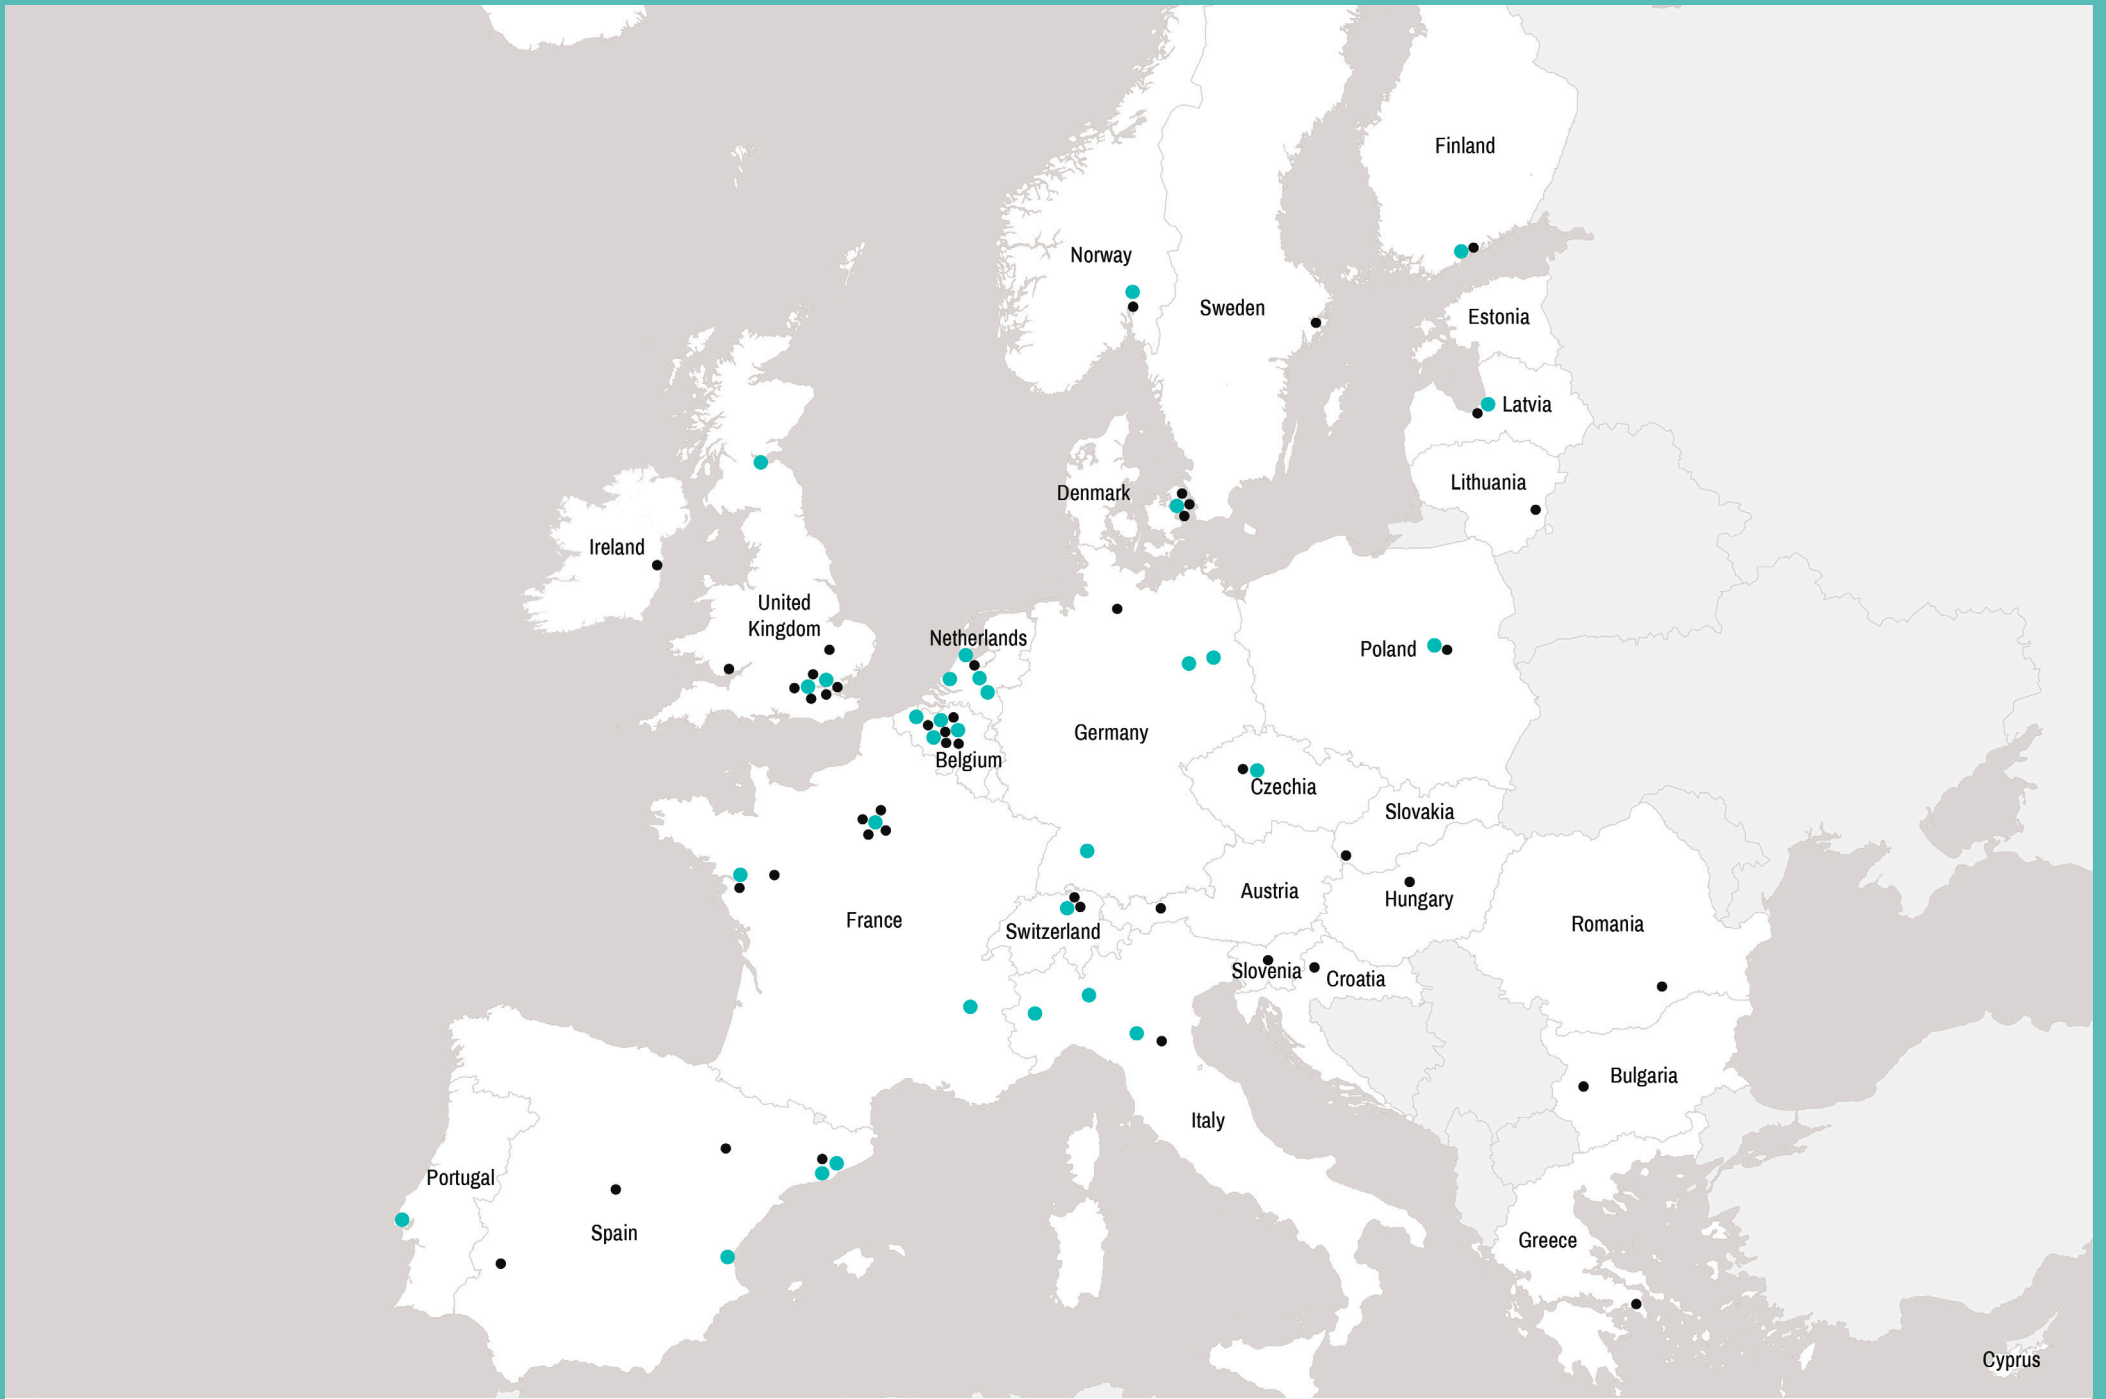 Finland
Norway
Sweden
Estonia
Latvia
Lithuania
Denmark
Ireland
United
Kingdom
Netherlands
Poland
Germany
Belgium
Czechia
Slovakia
Austria
Hungary
France
Switzerland
Romania
Slovenia
Croatia
Bulgaria
Italy
Portugal
Spain
Greece
Cyprus